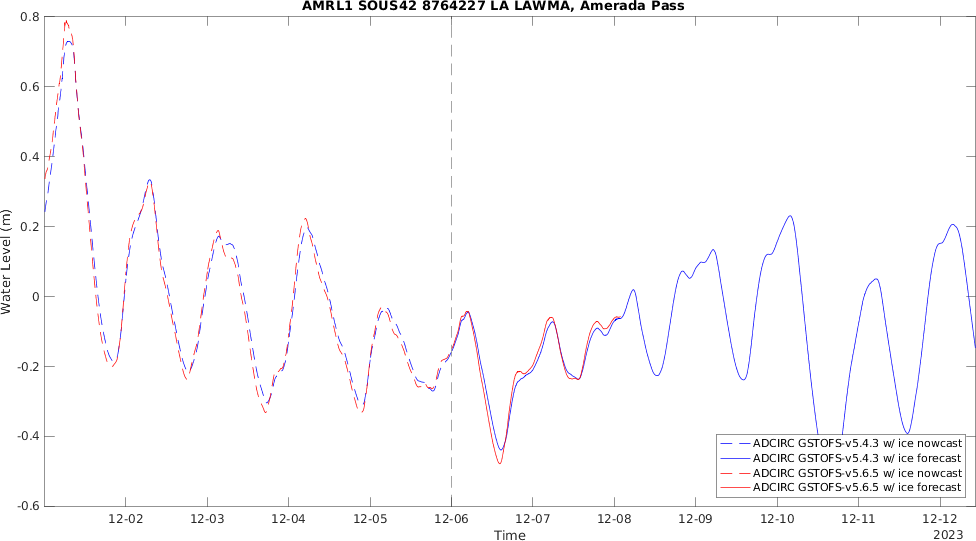 AMRL1 SOUS42 8764227 LA LAWMA, Amerada Pass
Water Level (m)
0.8
0.6
0.4
0.2
0
-0.2
-0.4
-0.6
ADCIRC GSTOFS-v5.4.3 w/ ice nowcast
ADCIRC GSTOFS-v5.4.3 w/ ice forecast
ADCIRC GSTOFS-v5.6.5 w/ ice nowcast
ADCIRC GSTOFS-v5.6.5 w/ ice forecast
12-02 12-03 12-04 12-05 12-06 12-07 12-08 12-09 12-10 12-11 12-12
Time
2023